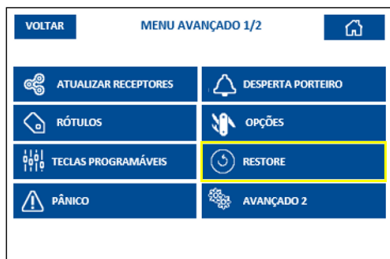 VOLTAR
MENU AVANÇADO 1/2
ATUALIZAR RECEPTORES
DESPERTA PORTEIRO
RÓTULOS
OPÇÕES
TECLAS PROGRAMÁVEIS
RESTORE
PÂNICO
AVANÇADO 2